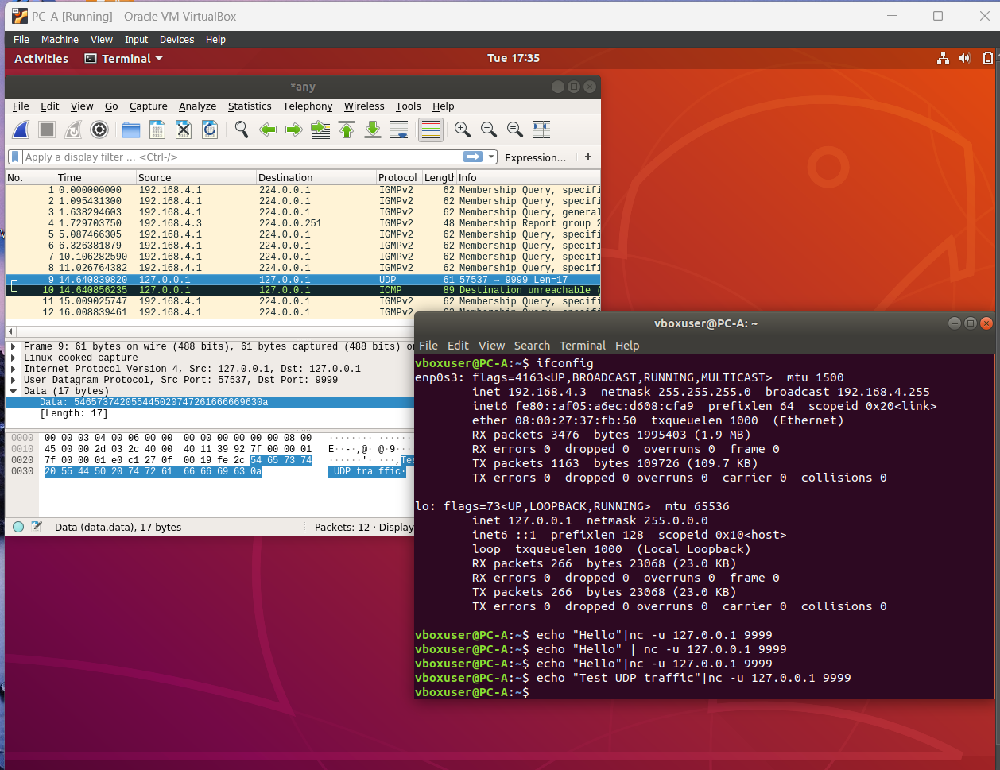 PC-A [Running] - Oracle VM VirtualBox
File Machine View Input Devices Help
Activities Terminal Tue 17:35
*any
File Edit View Go Capture Analyze Statistics Telephony Wireless Tools Help
Apply a display filter ... <Ctrl-/> Expression... +
No. Time Source Destination Protocol Length Info
1 0.000000000 192.168.4.1 224.0.0.1 IGMPv2 62 Membership Query, specifi
2 1.095431300 192.168.4.1 224.0.0.1 IGMPv2 62 Membership Query, specifi
3 1.638294603 192.168.4.1 224.0.0.1 IGMPv2 62 Membership Query, general
4 1.729703750 192.168.4.3 224.0.0.251 IGMPv2 48 Membership Report group 2
5 5.087466305 192.168.4.1 224.0.0.1 IGMPv2 62 Membership Query, specifi
6 6.326381879 192.168.4.1 224.0.0.1 IGMPv2 62 Membership Query, specifi
7 10.106282590 192.168.4.1 224.0.0.1 IGMPv2 62 Membership Query, specifi
8 11.026764382 192.168.4.1 224.0.0.1 IGMPv2 62 Membership Query, specifi
9 14.640839820 127.0.0.1 127.0.0.1 UDP 61 57537 → 9999 Len=17
10 14.640856235 127.0.0.1 127.0.0.1 ICMP 89 Destination unreachable (
11 15.009025747 192.168.4.1 224.0.0.1 IGMPv2 62 Membership Query, specifi
12 16.008839461 192.168.4.1 224.0.0.1 IGMPv2 62 Membership Query, specifi
Frame 9: 61 bytes on wire (488 bits), 61 bytes captured (488 bits) o
Linux cooked capture
Internet Protocol Version 4, Src: 127.0.0.1, Dst: 127.0.0.1
User Datagram Protocol, Src Port: 57537, Dst Port: 9999
Data (17 bytes)
Data: 546573742055445020747261666669630a
[Length: 17]
0000 00 00 03 04 00 06 00 00 00 00 00 00 00 00 08 00 ········ ······
0010 45 00 00 2d 03 2c 40 00 40 11 39 92 7f 00 00 01 E··-·,@· @·9···
0020 7f 00 00 01 e0 c1 27 0f 00 19 fe 2c 54 65 73 74 ······'· ···,Tes
0030 20 55 44 50 20 74 72 61 66 66 69 63 0a UDP tra ffic·
Data (data.data), 17 bytes Packets: 12 · Display
vboxuser@PC-A: ~
File Edit View Search Terminal Help
vboxuser@PC-A:~$ ifconfig
enp0s3: flags=4163<UP,BROADCAST,RUNNING,MULTICAST> mtu 1500
inet 192.168.4.3 netmask 255.255.255.0 broadcast 192.168.4.255
inet6 fe80::af05:a6ec:d608:cfa9 prefixlen 64 scopeid 0x20<link>
ether 08:00:27:37:fb:50 txqueuelen 1000 (Ethernet)
RX packets 3476 bytes 1995403 (1.9 MB)
RX errors 0 dropped 0 overruns 0 frame 0
TX packets 1163 bytes 109726 (109.7 KB)
TX errors 0 dropped 0 overruns 0 carrier 0 collisions 0
lo: flags=73<UP,LOOPBACK,RUNNING> mtu 65536
inet 127.0.0.1 netmask 255.0.0.0
inet6 ::1 prefixlen 128 scopeid 0x10<host>
loop txqueuelen 1000 (Local Loopback)
RX packets 266 bytes 23068 (23.0 KB)
RX errors 0 dropped 0 overruns 0 frame 0
TX packets 266 bytes 23068 (23.0 KB)
TX errors 0 dropped 0 overruns 0 carrier 0 collisions 0
vboxuser@PC-A:~$ echo "Hello"|nc -u 127.0.0.1 9999
vboxuser@PC-A:~$ echo "Hello" | nc -u 127.0.0.1 9999
vboxuser@PC-A:~$ echo "Hello"|nc -u 127.0.0.1 9999
vboxuser@PC-A:~$ echo "Test UDP traffic"|nc -u 127.0.0.1 9999
vboxuser@PC-A:~$